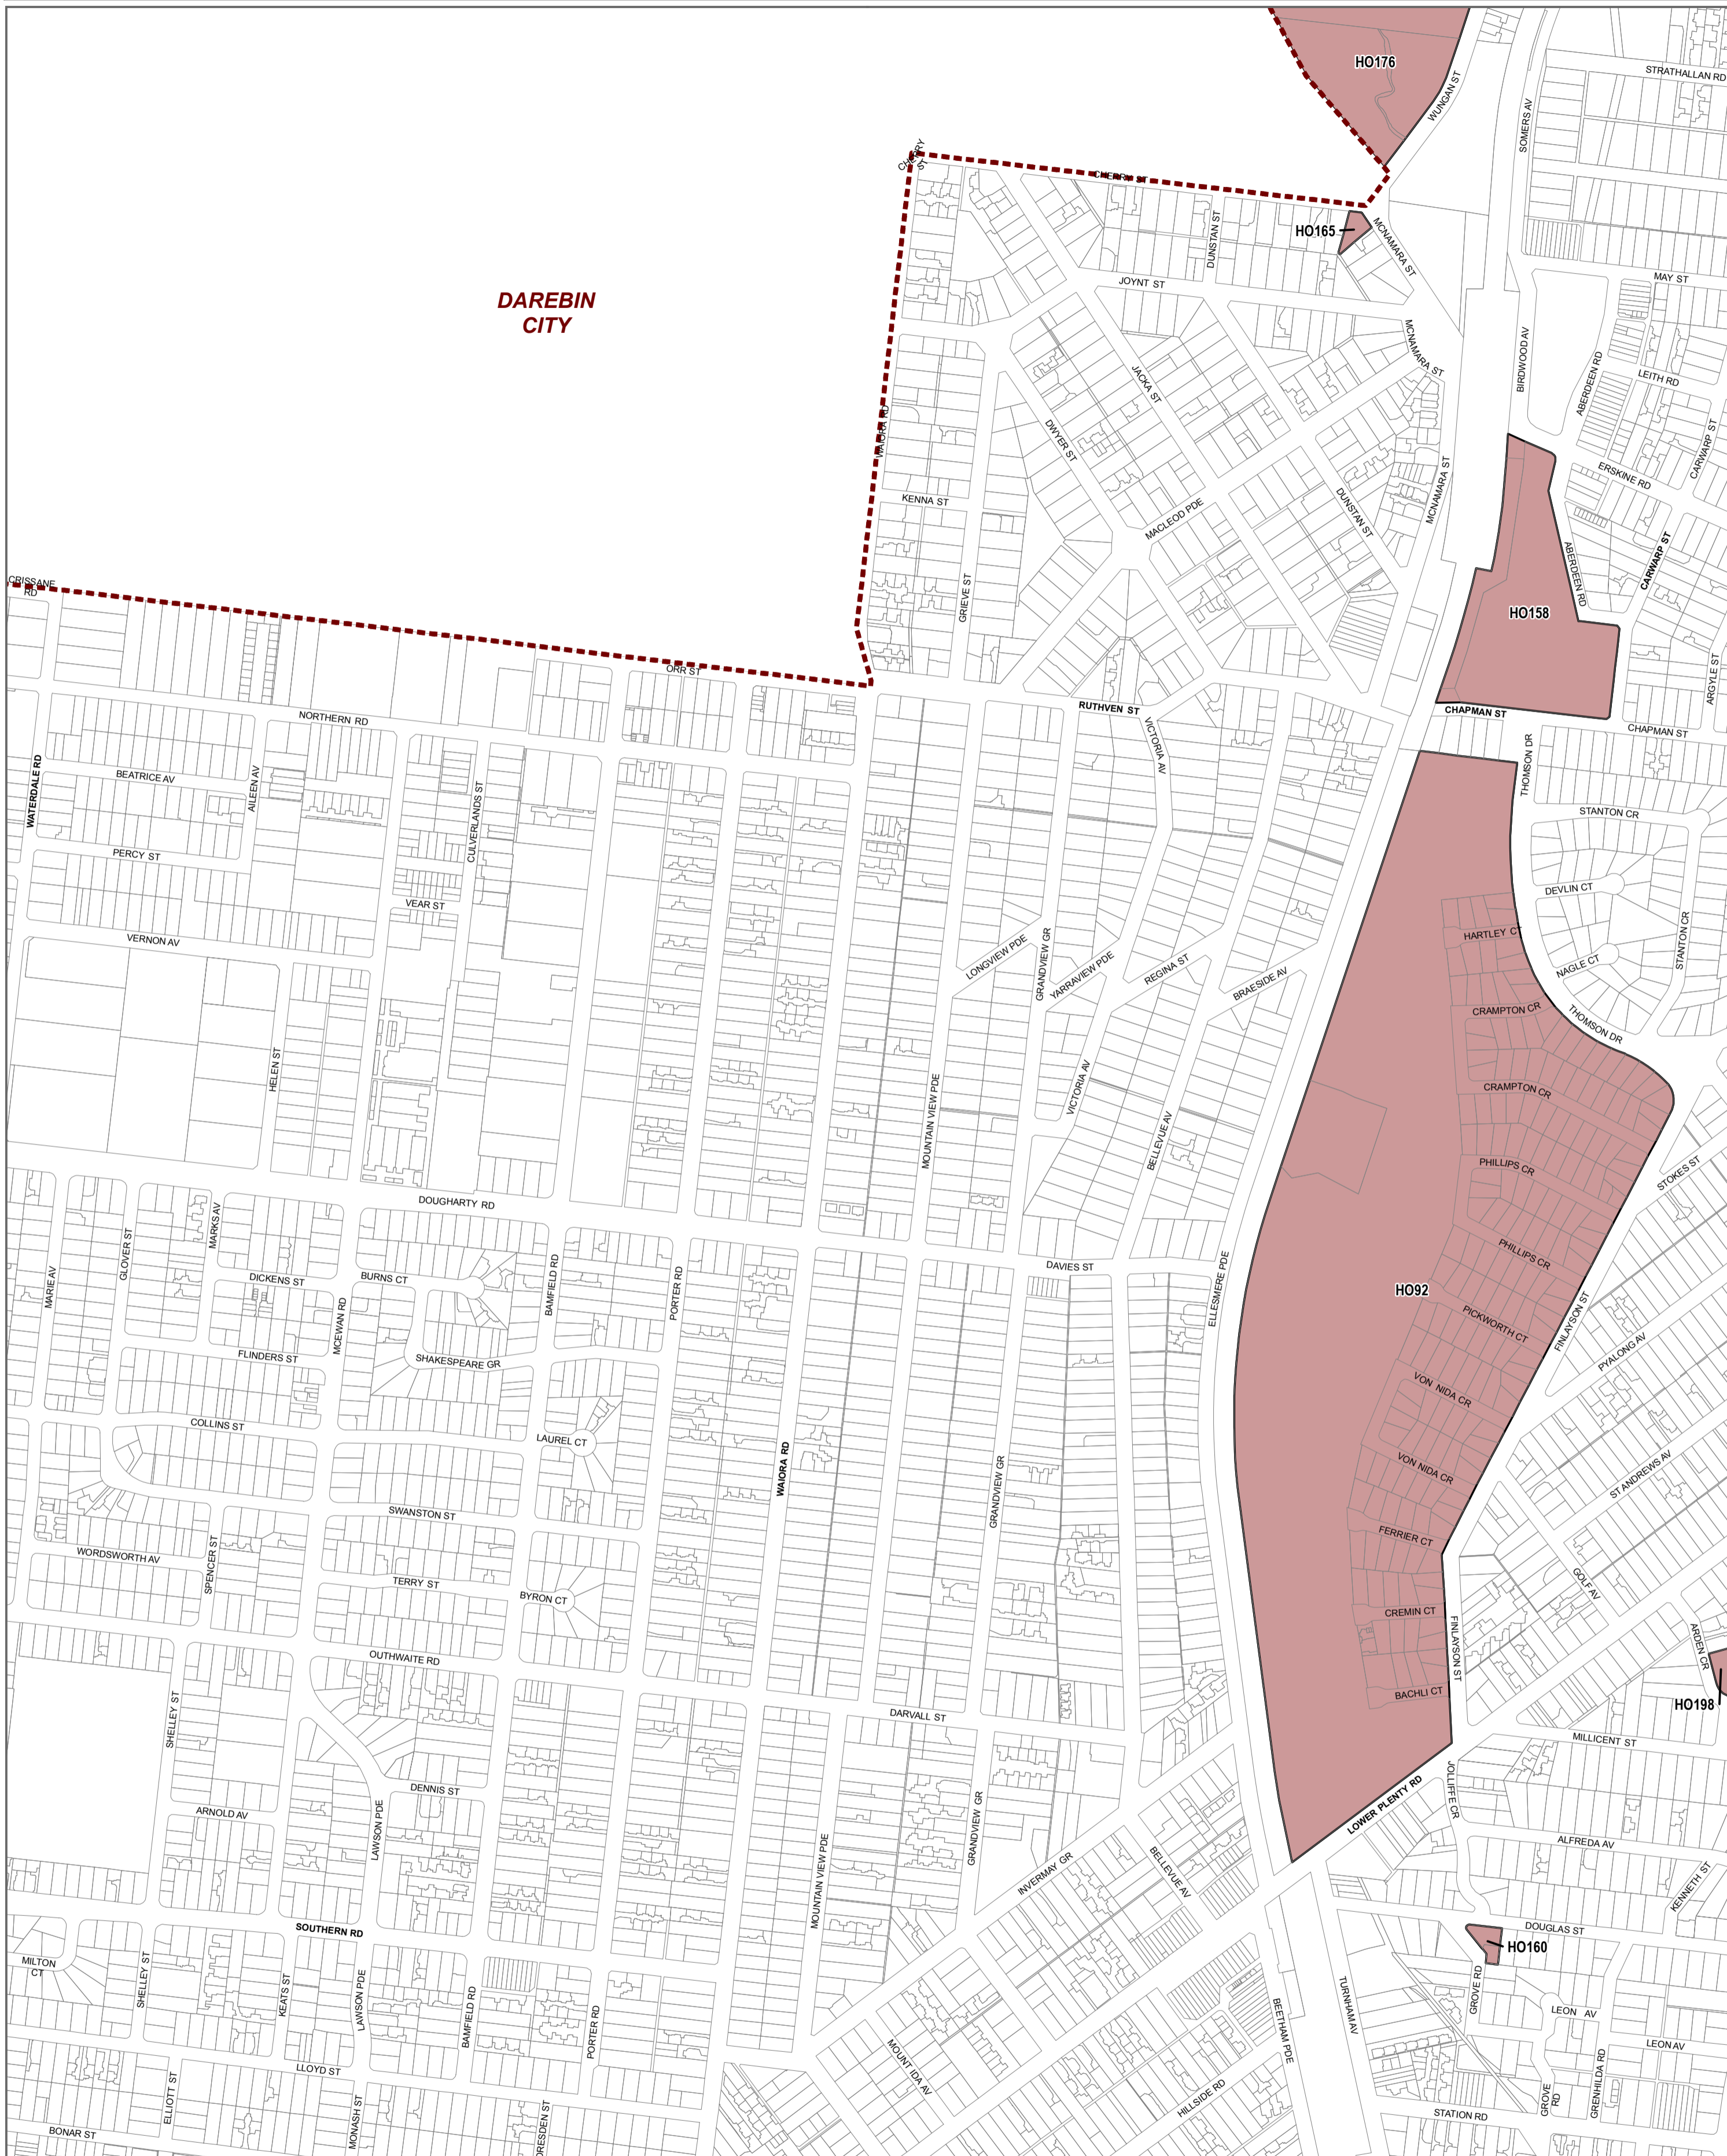 HO176
STRATHALLAN RD
WUNGAN ST
SOMERS AV
CHERRY
ST
CHERRY ST
HO165
DUNSTAN ST
MCNAMARA ST
JOYNT ST
MAY ST
DAREBIN
CITY
BIRDWOOD AV
MCNAMARA ST
ABERDEEN RD
LEITH RD
JACKA ST
WAIORA RD
DWYER ST
CARWARP ST
ERSKINE RD
KENNA ST
MACLEOD PDE
DUNSTAN ST
MCNAMARA ST
CRISSANE
RD
GRIEVE ST
ABERDEEN RD
CARWARP ST
HO158
ORR ST
ARGYLE ST
NORTHERN RD
RUTHVEN ST
CHAPMAN ST
CHAPMAN ST
VICTORIA AV
THOMSON DR
WATERDALE RD
BEATRICE AV
AILEEN AV
CULVERLANDS ST
STANTON CR
PERCY ST
DEVLIN CT
VEAR ST
VERNON AV
HARTLEY CT
LONGVIEW PDE
GRANDVIEW GR
YARRAVIEW PDE
REGINA ST
BRAESIDE AV
NAGLE CT
STANTON CR
CRAMPTON CR
THOMSON DR
HELEN ST
CRAMPTON CR
VICTORIA AV
MOUNTAIN VIEW PDE
BELLEVUE AV
PHILLIPS CR
STOKES ST
DOUGHARTY RD
MARKS AV
GLOVER ST
MARIE AV
DICKENS ST
BURNS CT
BAMFIELD RD
PORTER RD
DAVIES ST
ELLESMERE PDE
PHILLIPS CR
HO92
MCEWAN RD
PICKWORTH CT
FINLAYSON ST
FLINDERS ST
SHAKESPEARE GR
PYALONG AV
VON NIDA CR
COLLINS ST
LAUREL CT
WAIORA RD
VON NIDA CR
ST ANDREWS AV
GRANDVIEW GR
SWANSTON ST
FERRIER CT
WORDSWORTH AV
SPENCER ST
TERRY ST
BYRON CT
GOLF AV
CREMIN CT
FINLAYSON ST
ARDEN CR
OUTHWAITE RD
BACHLI CT
HO198
SHELLEY ST
DARVALL ST
MILLICENT ST
DENNIS ST
JOLLIFFE CR
LOWER PLENTY RD
ARNOLD AV
LAWSON PDE
GRANDVIEW GR
ALFREDA AV
MOUNTAIN VIEW PDE
INVERMAY GR
BELLEVUE AV
KENNETH ST
SOUTHERN RD
DOUGLAS ST
HO160
MILTON
CT
SHELLEY ST
KEATS ST
LAWSON PDE
BAMFIELD RD
PORTER RD
GROVE RD
TURNHAM AV
BEETHAM PDE
LEON AV
LEON AV
LLOYD ST
MOUNT IDA AV
HILLSIDE RD
ELLIOTT ST
MONASH ST
DRESDEN ST
GROVE
RD
GRENHILDA RD
STATION RD
BONAR ST